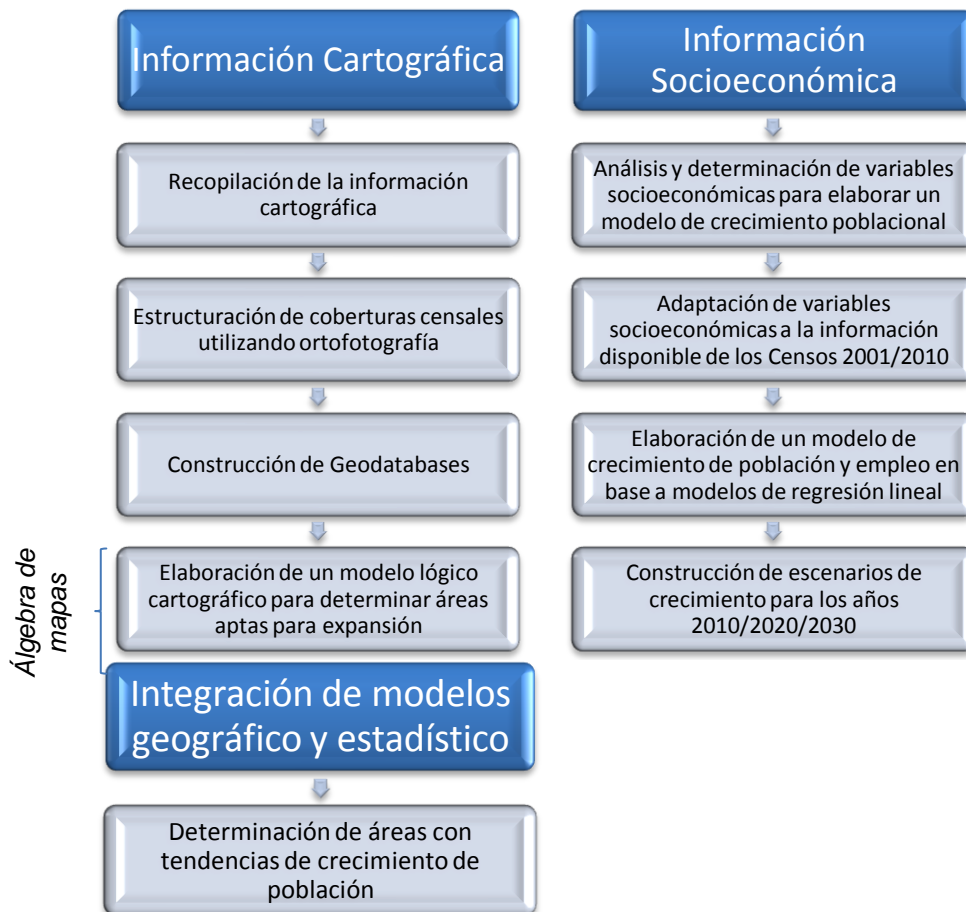 Información Cartográfica
Recopilación de la información
cartográfica
Estructuración de coberturas censales
utilizando ortofotografía
Construcción de Geodatabases
Álgebra de
mapas
Elaboración de un modelo lógico
cartográfico para determinar áreas
aptas para expansión
Integración de modelos
geográfico y estadístico
Determinación de áreas con
tendencias de crecimiento de
población
Información
Socioeconómica
Análisis y determinación de variables
socioeconómicas para elaborar un
modelo de crecimiento poblacional
Adaptación de variables
socioeconómicas a la información
disponible de los Censos 2001/2010
Elaboración de un modelo de
crecimiento de población y empleo en
base a modelos de regresión lineal
Construcción de escenarios de
crecimiento para los años
2010/2020/2030